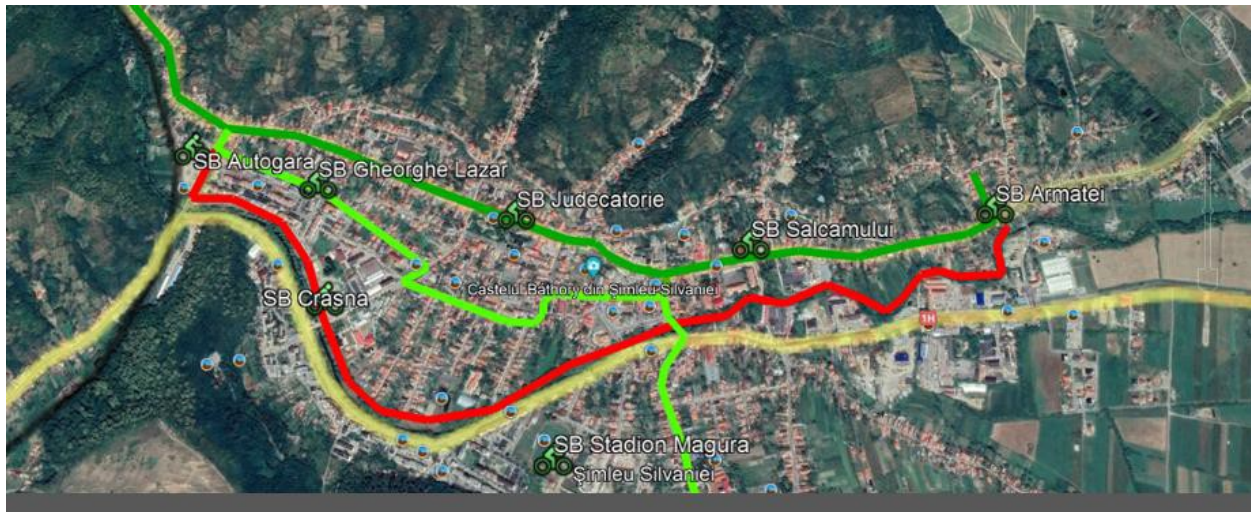 SB Autogara
SB Gheorghe Lazar
SB Judecatorie
SB Armatei
SB Salcamului
Castelul Báthory din Șimleu Silvaniei
SB Crasna
1H
SB Stadion Magura
Șimleu Silvaniei